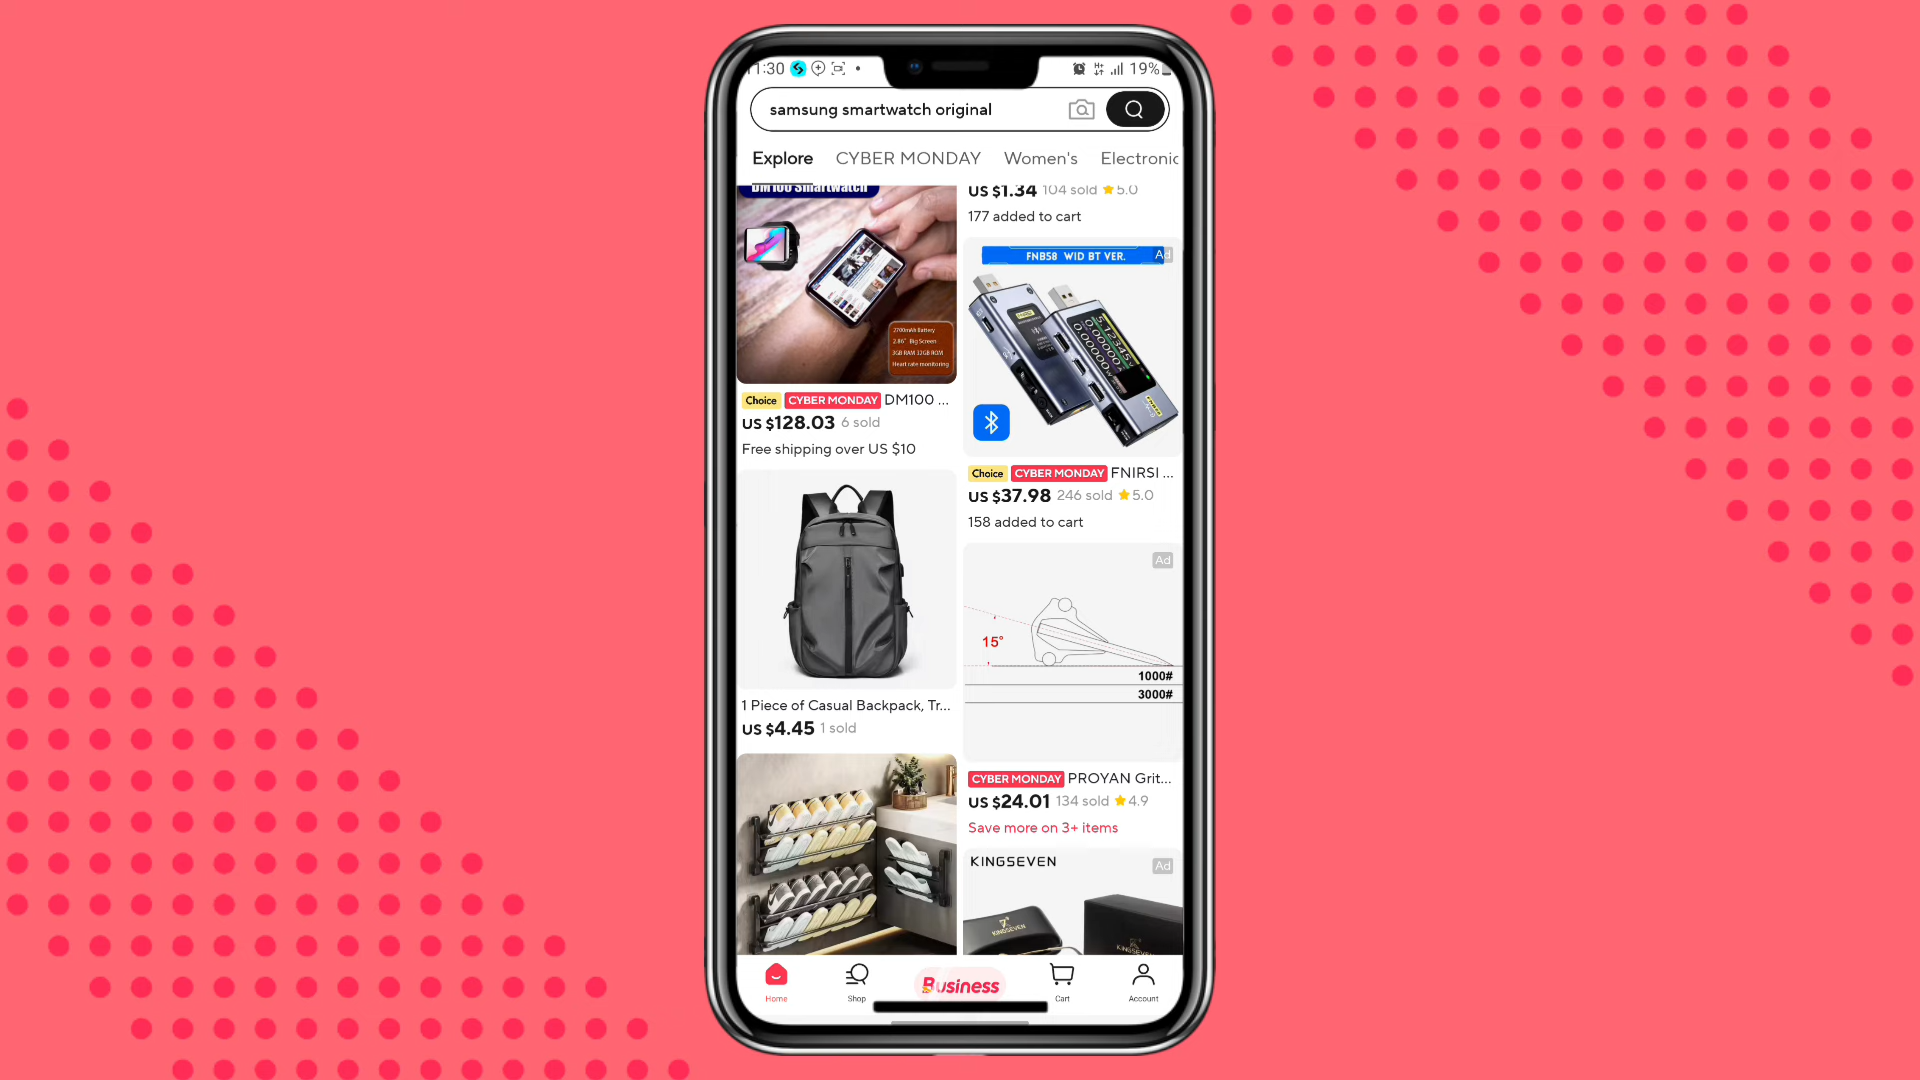 1:30
19%
samsung smartwatch original
Explore CYBER MONDAY Women's Electronic
DM100 Smartwatch
2700mAh Battery
2.86" Big Screen
3GB RAM 32GB ROM
Heart rate monitoring
Choice CYBER MONDAY DM100 ...
US $128.03 6 sold
Free shipping over US $10
1 Piece of Casual Backpack, Tr...
US $4.45 1 sold
US $1.34 104 sold 5.0
177 added to cart
Ad
FNB58 WID BT VER.
FNIRSI
Choice CYBER MONDAY FNIRSI ...
US $37.98 246 sold 5.0
158 added to cart
Ad
15°
1000#
3000#
CYBER MONDAY PROYAN Grit...
US $24.01 134 sold 4.9
Save more on 3+ items
KINGSEVEN
Ad
KINGSEVEN
KINGSEVEN
Home
Shop
Business
Cart
Account